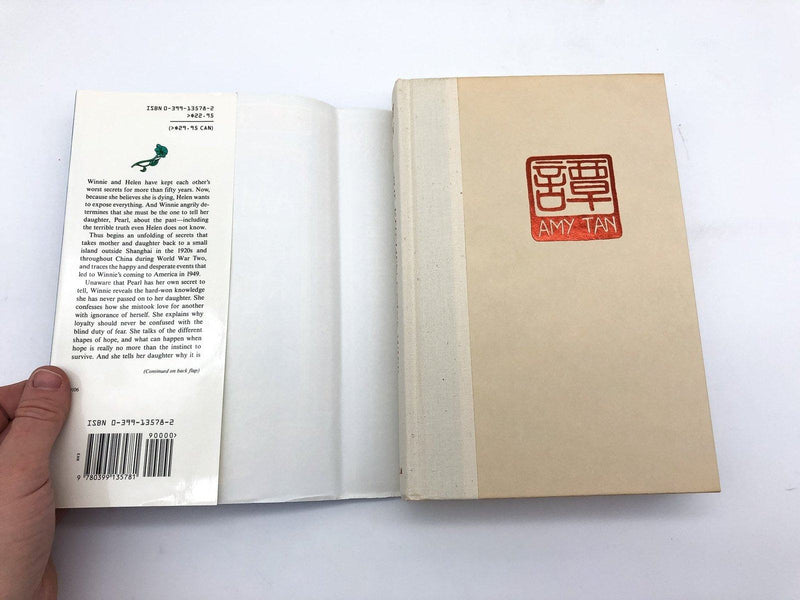 ISBN 0-399-13578-2
>$22.95
(>$29.95 CAN)
Winnie and Helen have kept each other's
worst secrets for more than fifty years. Now,
because she believes she is dying, Helen wants
to expose everything. And Winnie angrily de-
termines that she must be the one to tell her
daughter, Pearl, about the past—including
the terrible truth even Helen does not know.
Thus begins an unfolding of secrets that
takes mother and daughter back to a small
island outside Shanghai in the 1920s and
throughout China during World War Two,
and traces the happy and desperate events that
led to Winnie's coming to America in 1949.
Unaware that Pearl has her own secret to
tell, Winnie reveals the hard-won knowledge
she has never passed on to her daughter. She
confesses how she mistook love for another
with ignorance of herself. She explains why
loyalty should never be confused with the
blind duty of fear. She talks of the different
shapes of hope, and what can happen when
hope is really no more than the instinct to
survive. And she tells her daughter why it is
(Continued on back flap)
ISBN 0-399-13578-2
90000>
9 780399 135781
譚
AMY TAN